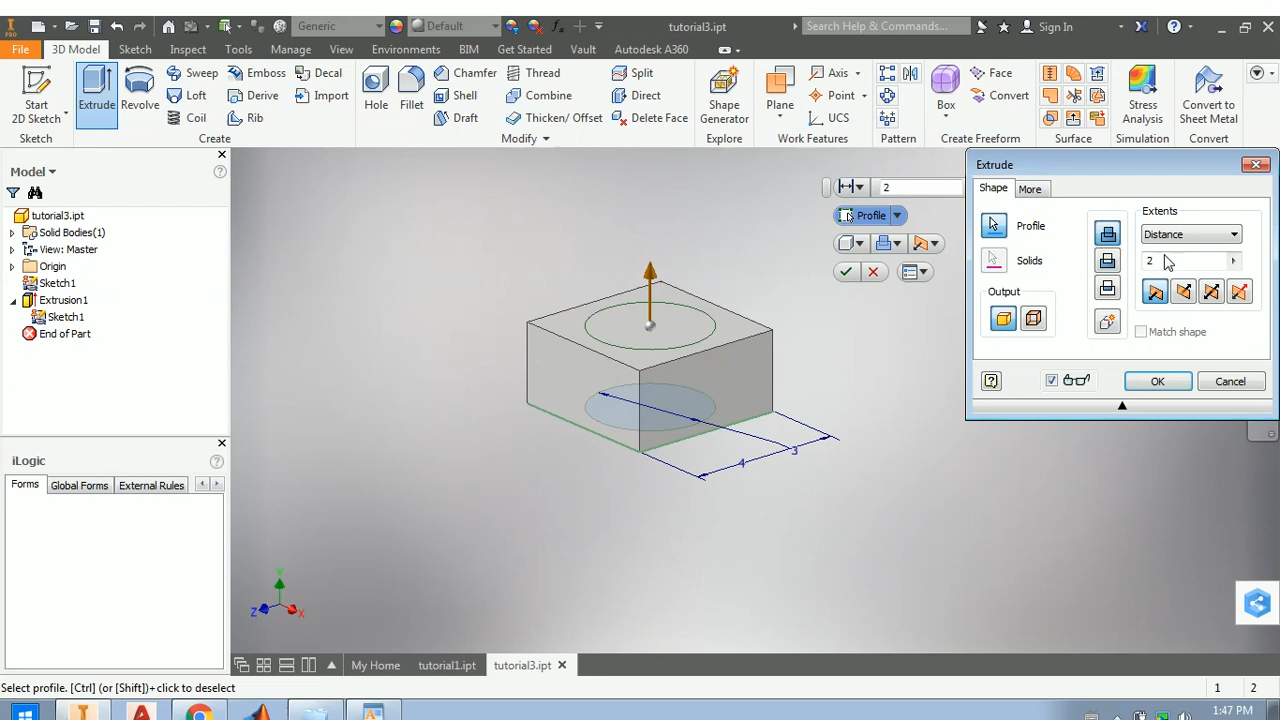 PRO Generic Default fx tutorial3.ipt Search Help & Commands... Sign In
File 3D Model Sketch Inspect Tools Manage View Environments BIM Get Started Vault Autodesk A360
Start
2D Sketch
Extrude
Revolve
Sweep
Loft
Coil
Emboss
Derive
Rib
Decal
Import
Hole
Fillet
Chamfer
Shell
Draft
Thread
Combine
Thicken/ Offset
Split
Direct
Delete Face
Shape
Generator
Plane
Axis
Point
UCS
Box
Face
Convert
Stress
Analysis
Convert to
Sheet Metal
Sketch Create Modify Explore Work Features Pattern Create Freeform Surface Simulation Convert
Model
tutorial3.ipt
Solid Bodies(1)
View: Master
Origin
Sketch1
Extrusion1
Sketch1
End of Part
iLogic
Forms Global Forms External Rules
2
Profile
3
4
Y
Z X
Extrude
Shape More
Profile
Solids
Output
Extents
Distance
2
Match shape
OK Cancel
My Home tutorial1.ipt tutorial3.ipt
Select profile. [Ctrl] (or [Shift])+click to deselect 1 2
1:47 PM